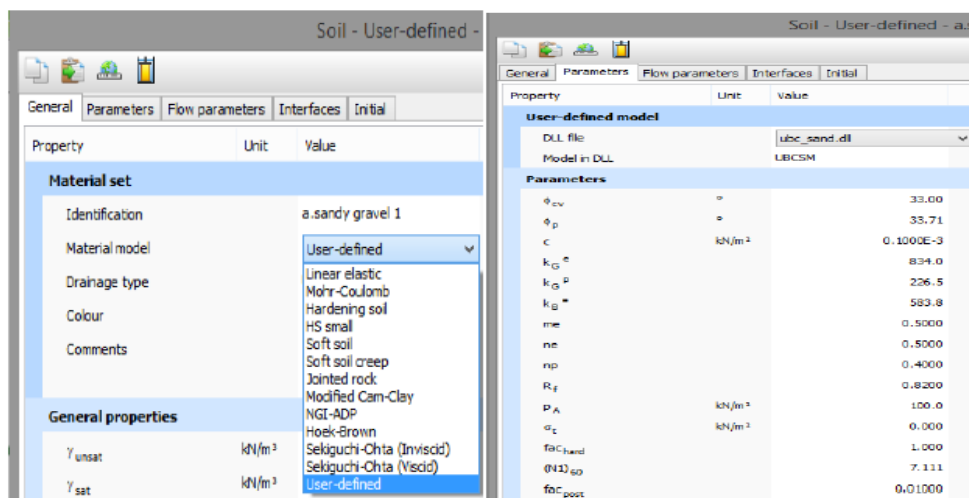 Soil - User-defined -
General Parameters Flow parameters Interfaces Initial
Property Unit Value
Material set
Identification a.sandy gravel 1
Material model User-defined
Drainage type
Colour
Comments
Linear elastic
Mohr-Coulomb
Hardening soil
HS small
Soft soil
Soft soil creep
Jointed rock
Modified Cam-Clay
NGI-ADP
Hoek-Brown
Sekiguchi-Ohta (Inviscid)
Sekiguchi-Ohta (Viscid)
User-defined
General properties
γ unsat kN/m³
γ sat kN/m³
Soil - User-defined - a.s
General Parameters Flow parameters Interfaces Initial
Property Unit Value
User-defined model
DLL file ubc_sand.dll
Model in DLL UBCSM
Parameters
ϕcv ° 33.00
ϕp ° 33.71
c kN/m² 0.1000E-3
kG e 834.0
kG p 226.5
kB e 583.8
me 0.5000
ne 0.5000
np 0.4000
Rf 0.8200
PA kN/m² 100.0
σt kN/m² 0.000
fac hard 1.000
(N1)60 7.111
fac post 0.01000